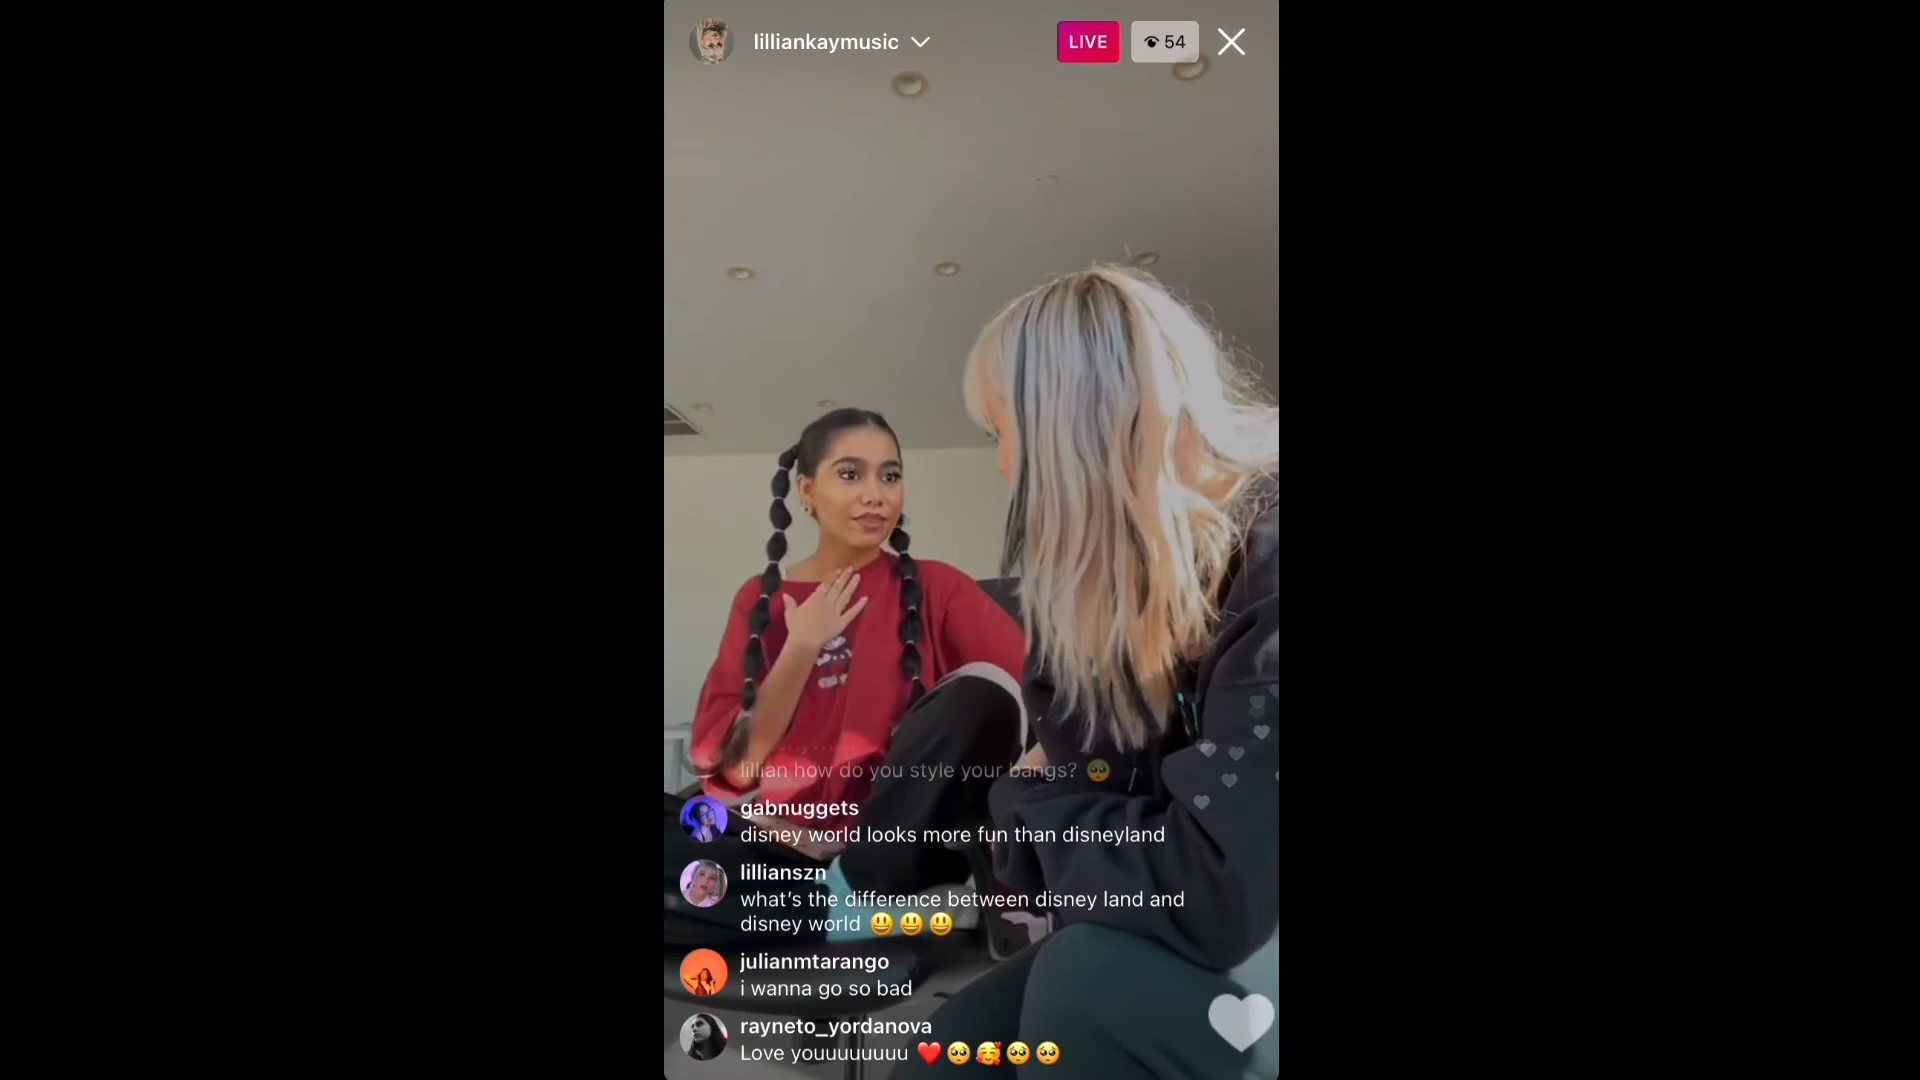 lilliankaymusic
LIVE
54
lillian how do you style your bangs? 🥺
gabnuggets
disney world looks more fun than disneyland
lillianszn
what's the difference between disney land and
disney world 😃😃😃
julianmtarango
i wanna go so bad
rayneto_yordanova
Love youuuuuuuu ❤️🥺🥰🥺🥺